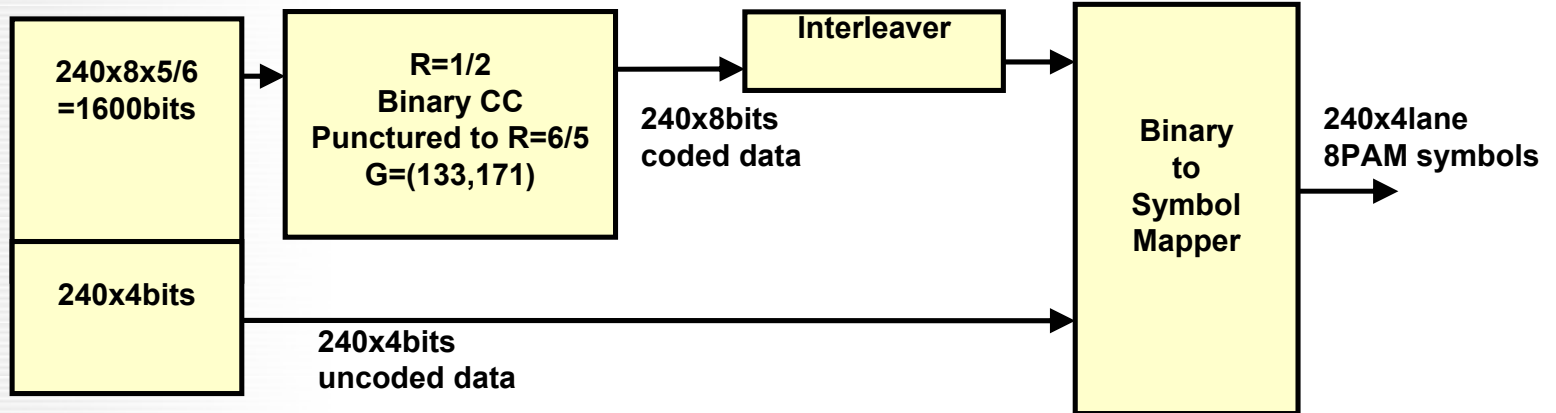 240x8x5/6
=1600bits
240x4bits
R=1/2
Binary CC
Punctured to R=6/5
G=(133,171)
240x8bits
coded data
Interleaver
240x4bits
uncoded data
Binary
to
Symbol
Mapper
240x4lane
8PAM symbols